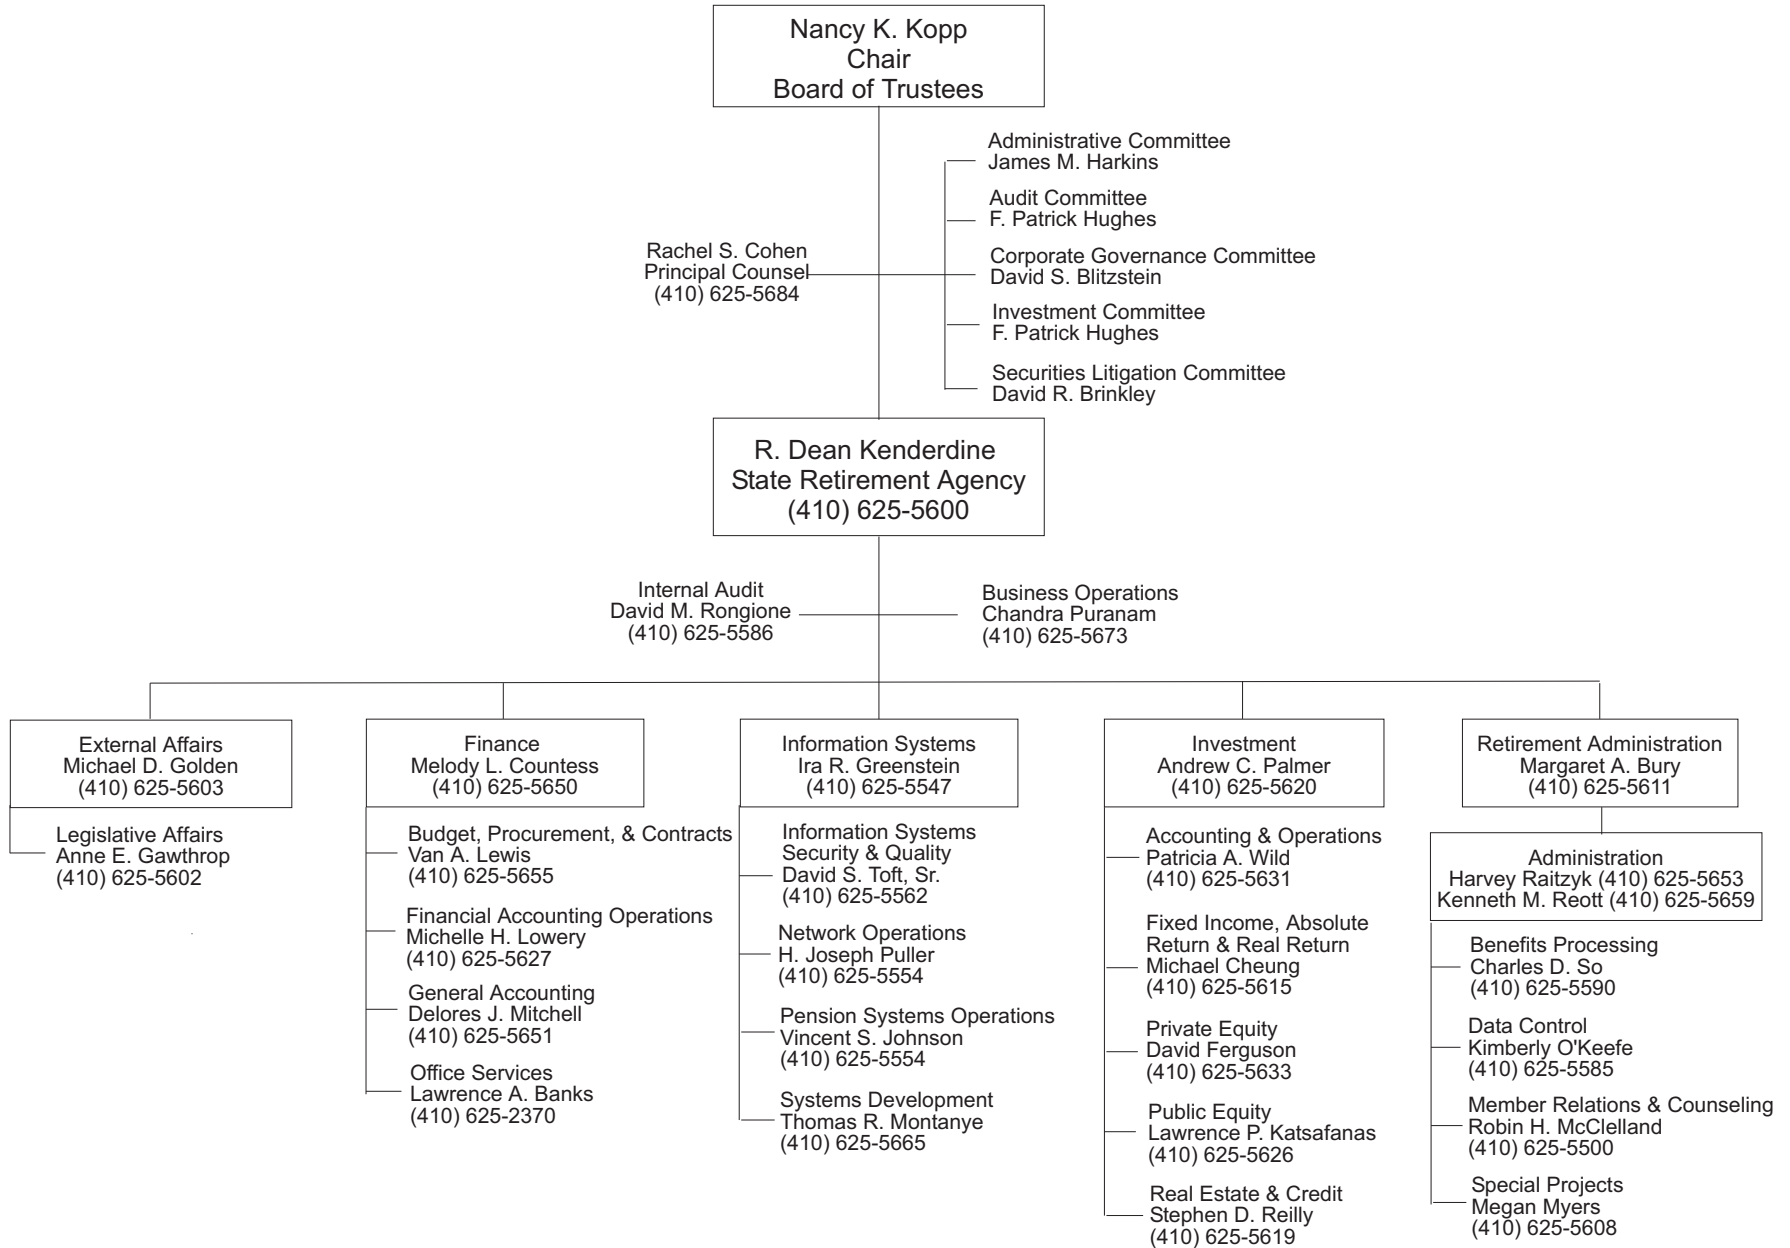 Nancy K. Kopp
Chair
Board of Trustees
Administrative Committee
James M. Harkins
Audit Committee
F. Patrick Hughes
Rachel S. Cohen
Principal Counsel
(410) 625-5684
Corporate Governance Committee
David S. Blitzstein
Investment Committee
F. Patrick Hughes
Securities Litigation Committee
David R. Brinkley
R. Dean Kenderdine
State Retirement Agency
(410) 625-5600
Internal Audit
David M. Rongione
(410) 625-5586
Business Operations
Chandra Puranam
(410) 625-5673
External Affairs
Michael D. Golden
(410) 625-5603
Legislative Affairs
Anne E. Gawthrop
(410) 625-5602
Finance
Melody L. Countess
(410) 625-5650
Budget, Procurement, & Contracts
Van A. Lewis
(410) 625-5655
Financial Accounting Operations
Michelle H. Lowery
(410) 625-5627
General Accounting
Delores J. Mitchell
(410) 625-5651
Office Services
Lawrence A. Banks
(410) 625-2370
Information Systems
Ira R. Greenstein
(410) 625-5547
Information Systems
Security & Quality
David S. Toft, Sr.
(410) 625-5562
Network Operations
H. Joseph Puller
(410) 625-5554
Pension Systems Operations
Vincent S. Johnson
(410) 625-5554
Systems Development
Thomas R. Montanye
(410) 625-5665
Investment
Andrew C. Palmer
(410) 625-5620
Accounting & Operations
Patricia A. Wild
(410) 625-5631
Fixed Income, Absolute
Return & Real Return
Michael Cheung
(410) 625-5615
Private Equity
David Ferguson
(410) 625-5633
Public Equity
Lawrence P. Katsafanas
(410) 625-5626
Real Estate & Credit
Stephen D. Reilly
(410) 625-5619
Retirement Administration
Margaret A. Bury
(410) 625-5611
Administration
Harvey Raitzyk (410) 625-5653
Kenneth M. Reott (410) 625-5659
Benefits Processing
Charles D. So
(410) 625-5590
Data Control
Kimberly O'Keefe
(410) 625-5585
Member Relations & Counseling
Robin H. McClelland
(410) 625-5500
Special Projects
Megan Myers
(410) 625-5608